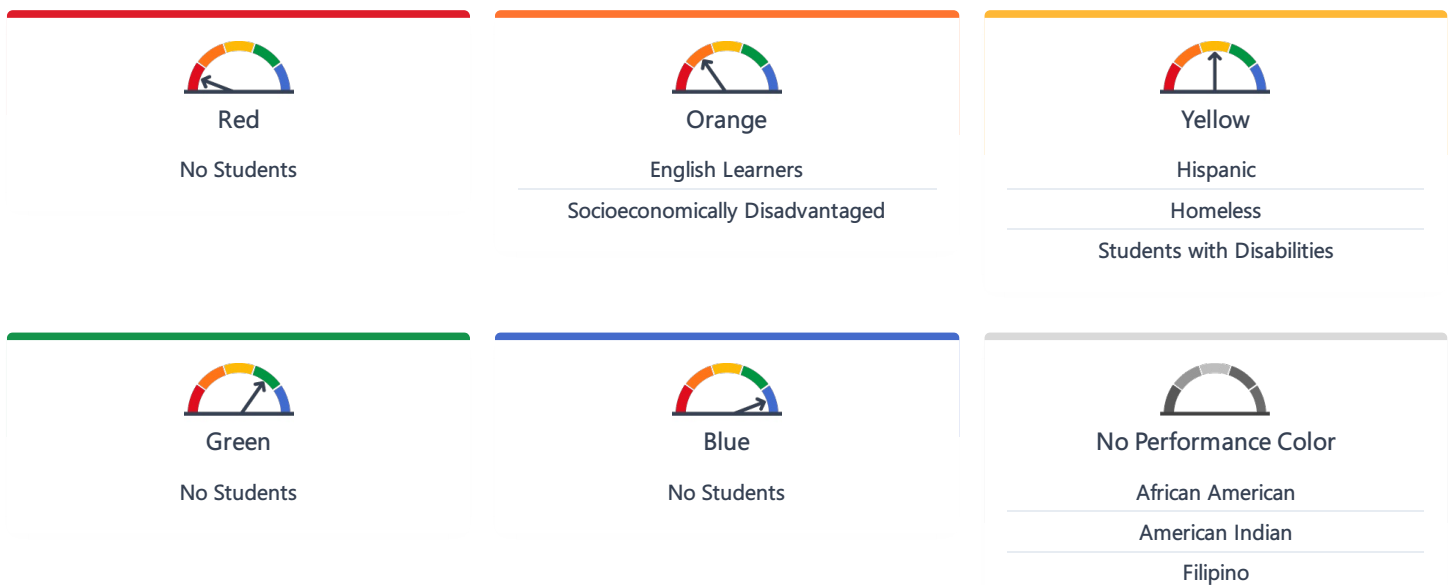 Red
No Students
Orange
English Learners
Socioeconomically Disadvantaged
Yellow
Hispanic
Homeless
Students with Disabilities
Green
No Students
Blue
No Students
No Performance Color
African American
American Indian
Filipino